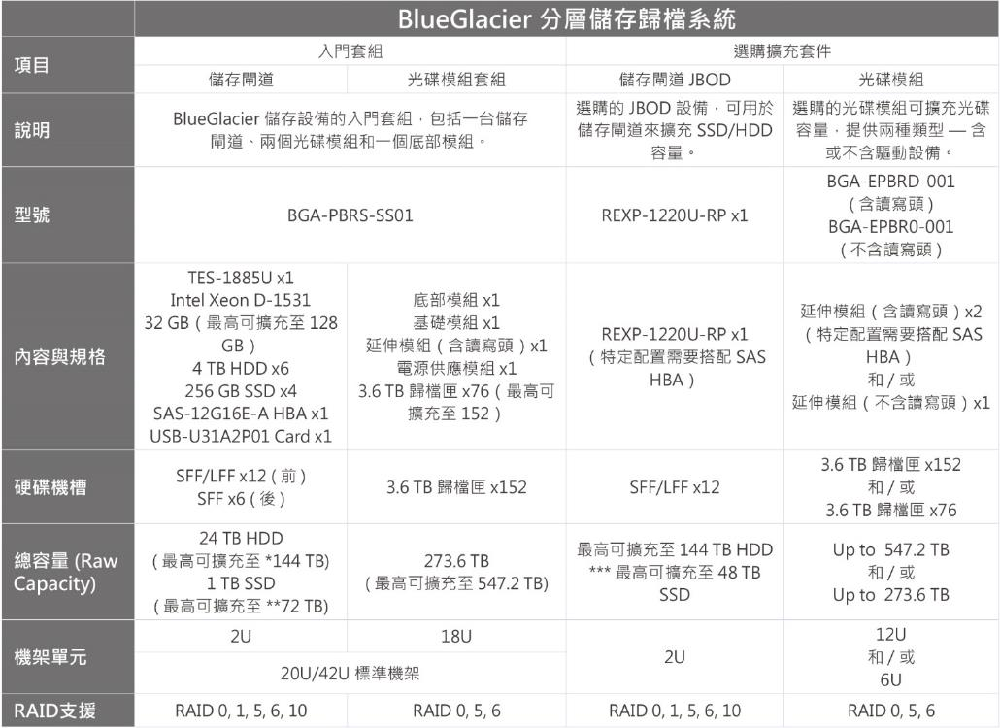 BlueGlacier 分層儲存歸檔系統
項目
入門套組
選購擴充套件
儲存閘道
光碟模組套組
儲存閘道 JBOD
光碟模組
說明
BlueGlacier 儲存設備的入門套組，包括一台儲存
閘道、兩個光碟模組和一個底部模組。
選購的 JBOD 設備，可用於
儲存閘道來擴充 SSD/HDD
容量。
選購的光碟模組可擴充光碟
容量，提供兩種類型 — 含
或不含驅動設備。
型號
BGA-PBRS-SS01
REXP-1220U-RP x1
BGA-EPBRD-001
( 含讀寫頭 )
BGA-EPBR0-001
( 不含讀寫頭 )
內容與規格
TES-1885U x1
Intel Xeon D-1531
32 GB ( 最高可擴充至 128
GB )
4 TB HDD x6
256 GB SSD x4
SAS-12G16E-A HBA x1
USB-U31A2P01 Card x1
底部模組 x1
基礎模組 x1
延伸模組 ( 含讀寫頭 ) x1
電源供應模組 x1
3.6 TB 歸檔匣 x76 ( 最高可
擴充至 152 )
REXP-1220U-RP x1
( 特定配置需要搭配 SAS
HBA )
延伸模組 ( 含讀寫頭 ) x2
( 特定配置需要搭配 SAS
HBA )
和 / 或
延伸模組 ( 不含讀寫頭 ) x1
硬碟機槽
SFF/LFF x12 ( 前 )
SFF x6 ( 後 )
3.6 TB 歸檔匣 x152
SFF/LFF x12
3.6 TB 歸檔匣 x152
和 / 或
3.6 TB 歸檔匣 x76
總容量 (Raw
Capacity)
24 TB HDD
( 最高可擴充至 *144 TB)
1 TB SSD
( 最高可擴充至 **72 TB)
273.6 TB
( 最高可擴充至 547.2 TB)
最高可擴充至 144 TB HDD
*** 最高可擴充至 48 TB
SSD
Up to 547.2 TB
和 / 或
Up to 273.6 TB
機架單元
2U
18U
20U/42U 標準機架
2U
12U
和 / 或
6U
RAID支援
RAID 0, 1, 5, 6, 10
RAID 0, 5, 6
RAID 0, 1, 5, 6, 10
RAID 0, 5, 6